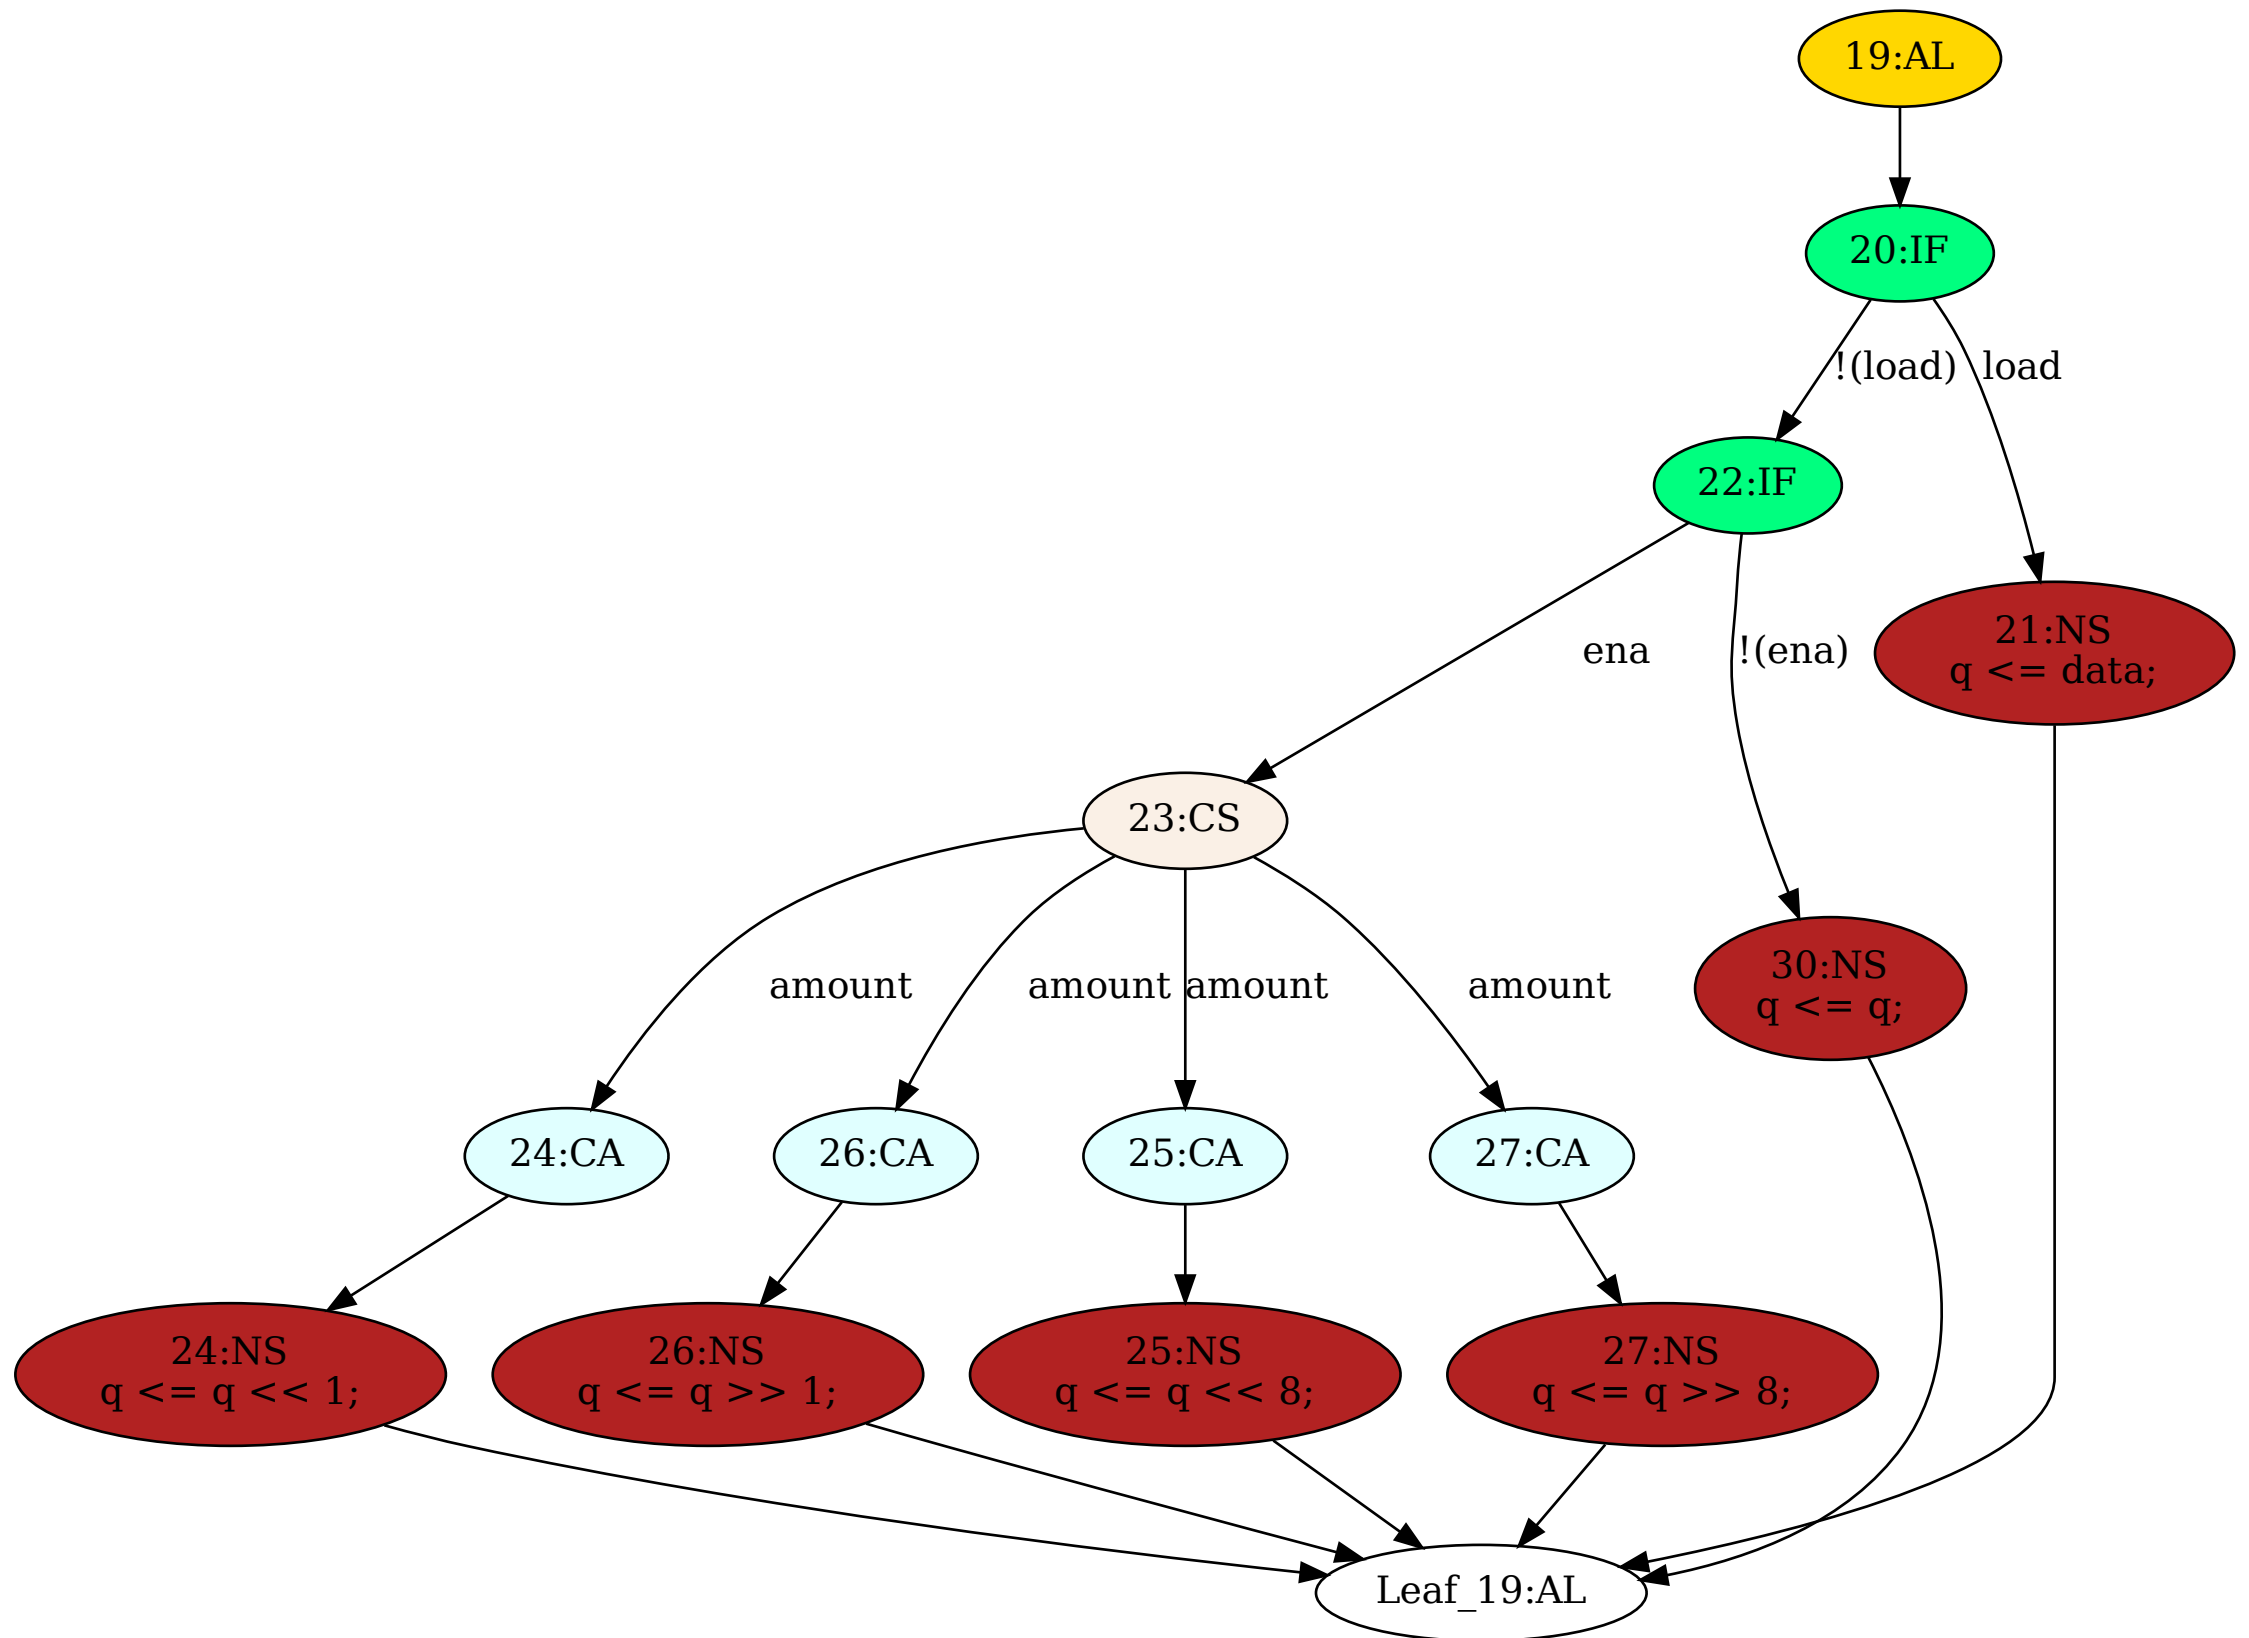 19:AL
20:IF
!(load)
load
22:IF
21:NS
q <= data;
ena
!(ena)
23:CS
30:NS
q <= q;
amount
amount
amount
amount
24:CA
26:CA
25:CA
27:CA
24:NS
q <= q << 1;
26:NS
q <= q >> 1;
25:NS
q <= q << 8;
27:NS
q <= q >> 8;
Leaf_19:AL